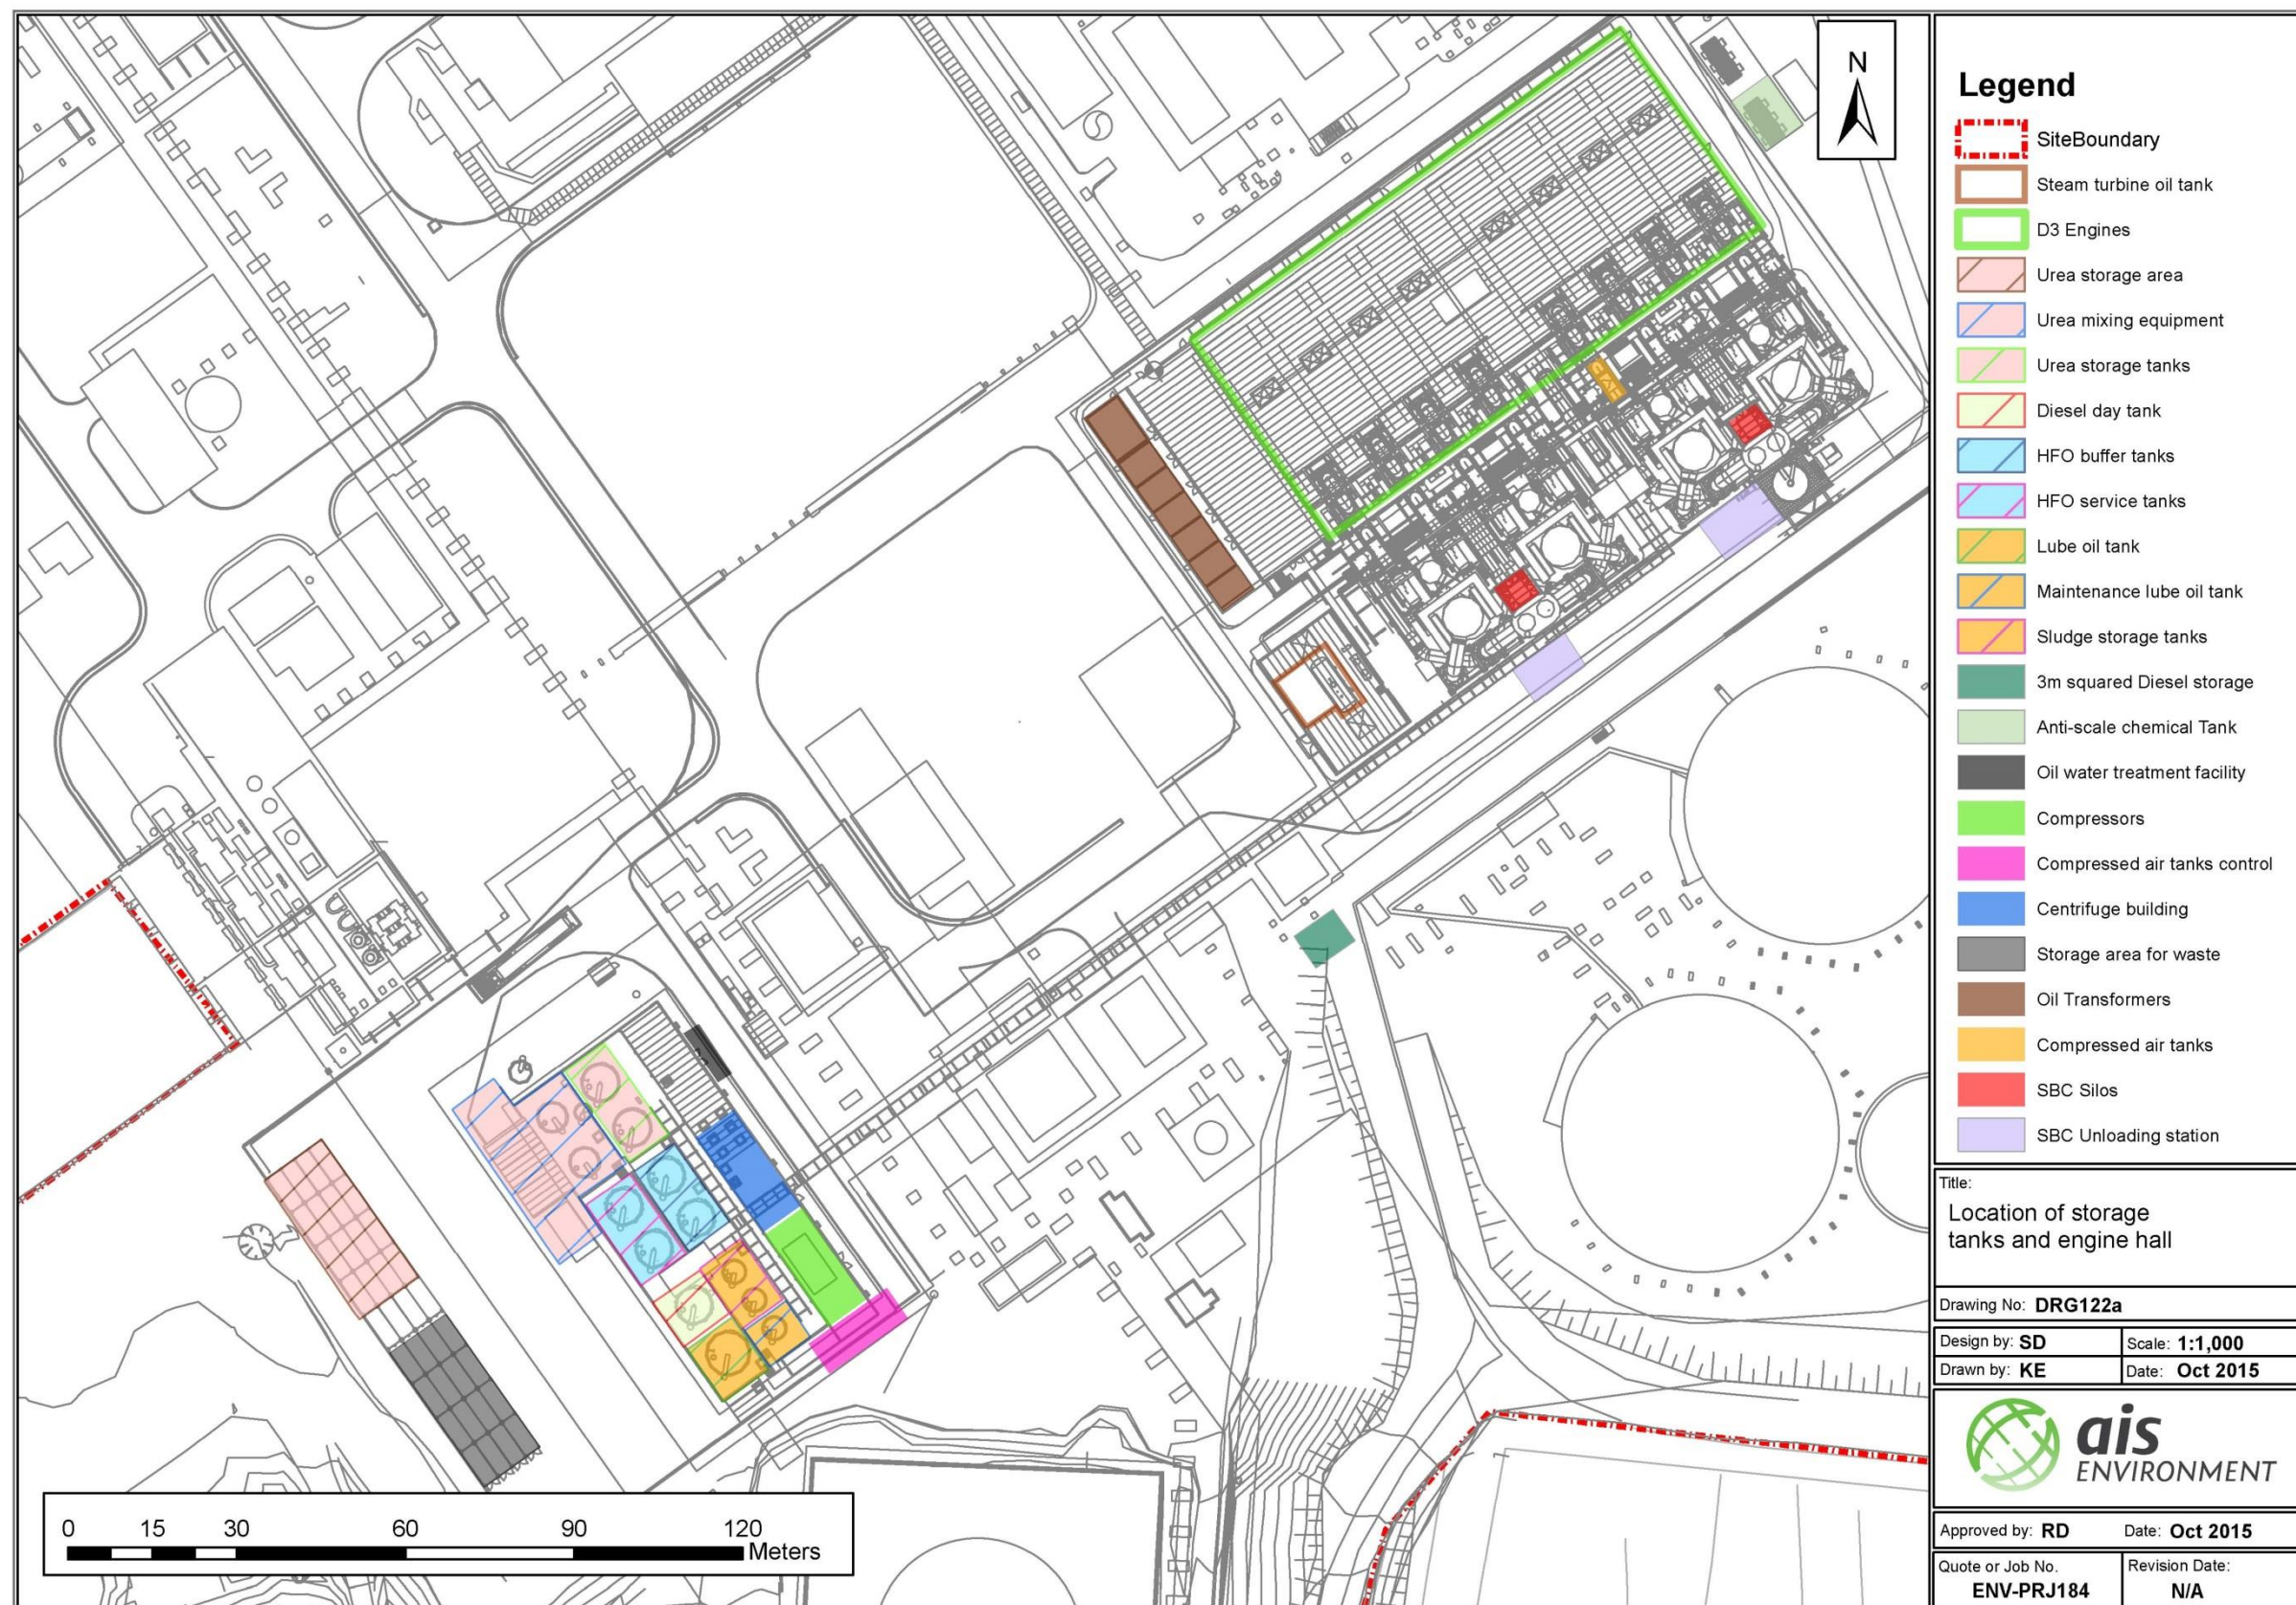 N
Legend
SiteBoundary
Steam turbine oil tank
D3 Engines
Urea storage area
Urea mixing equipment
Urea storage tanks
Diesel day tank
HFO buffer tanks
HFO service tanks
Lube oil tank
Maintenance lube oil tank
Sludge storage tanks
3m squared Diesel storage
Anti-scale chemical Tank
Oil water treatment facility
Compressors
Compressed air tanks control
Centrifuge building
Storage area for waste
Oil Transformers
Compressed air tanks
SBC Silos
SBC Unloading station
Title:
Location of storage
tanks and engine hall
Drawing No: DRG122a
Design by: SD Scale: 1:1,000
Drawn by: KE Date: Oct 2015
ais
ENVIRONMENT
Approved by: RD Date: Oct 2015
Quote or Job No. Revision Date:
ENV-PRJ184 N/A
0 15 30 60 90 120
Meters